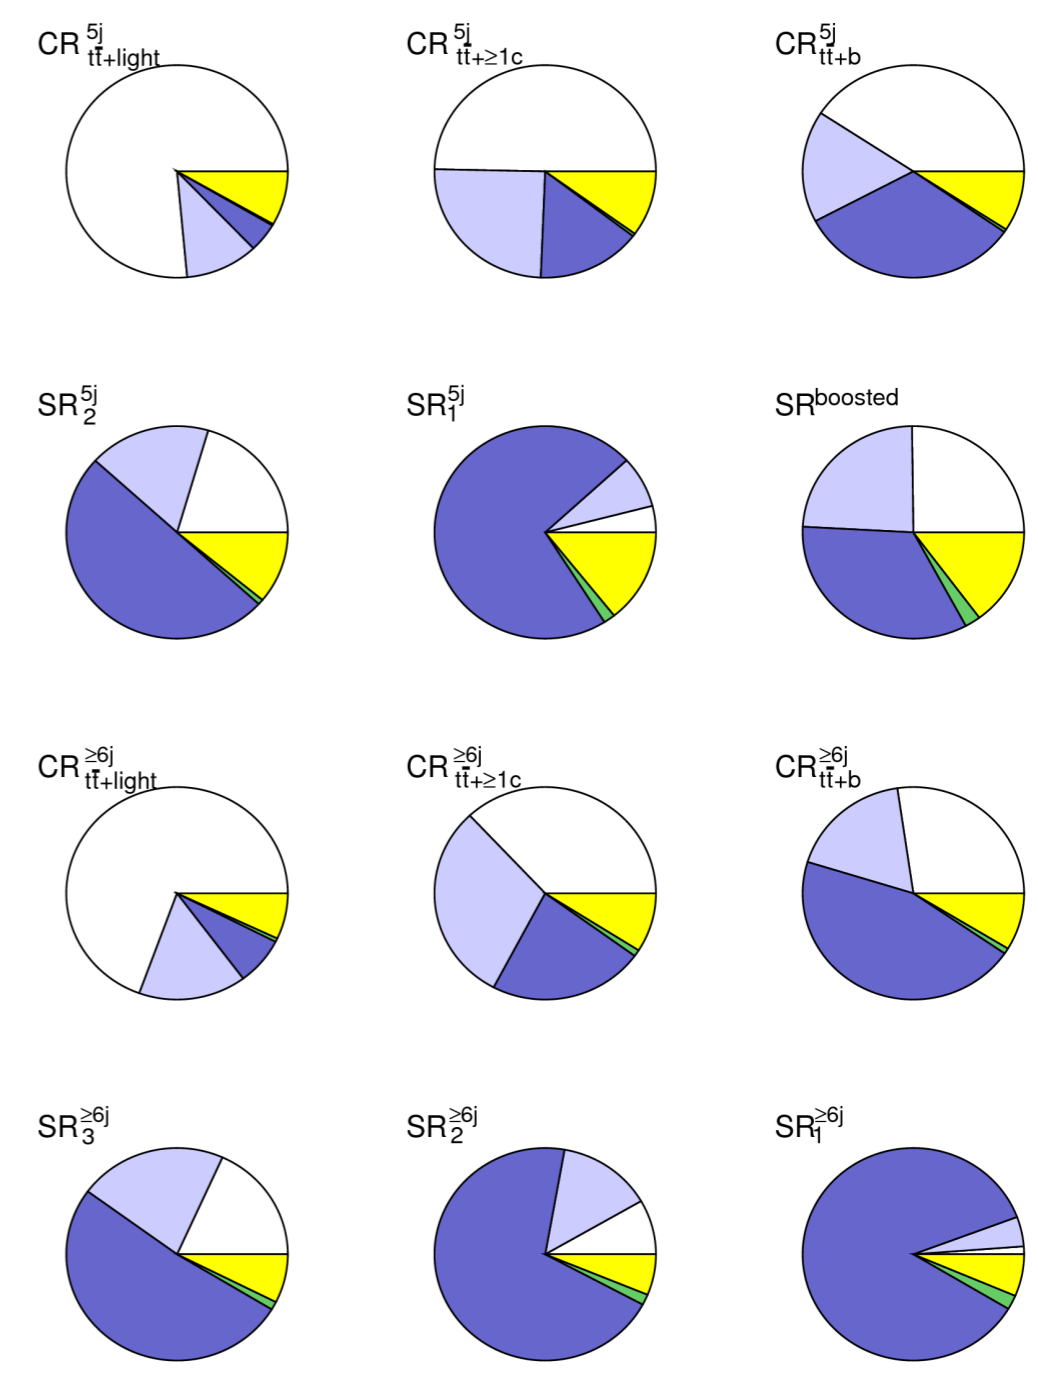 CR 5j tt̄+light
CR 5j tt̄+≥1c
CR 5j tt̄+b
SR 5j 2
SR 5j 1
SR boosted
CR ≥6j tt̄+light
CR ≥6j tt̄+≥1c
CR ≥6j tt̄+b
SR ≥6j 3
SR ≥6j 2
SR ≥6j 1